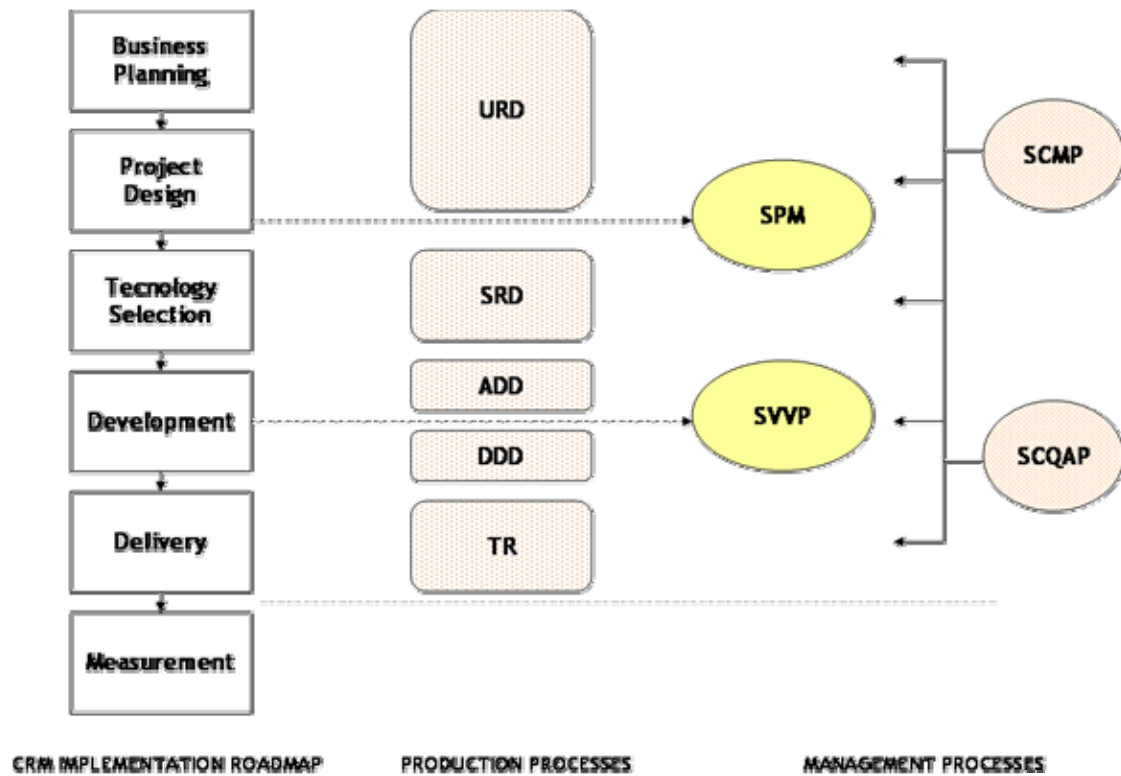 Business
Planning
Project
Design
Tecnology
Selection
Development
Delivery
Measurement
URD
SRD
ADD
DDD
TR
SPM
SVVP
SCMP
SCQAP
CRM IMPLEMENTATION ROADMAP
PRODUCTION PROCESSES
MANAGEMENT PROCESSES